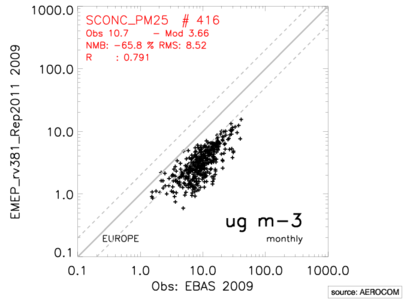 SCONC_PM25 # 416
Obs 10.7 - Mod 3.66
NMB: -65.8 % RMS: 8.52
R : 0.791
1000.0
100.0
10.0
1.0
0.1
EMEP_rv381_Rep2011 2009
ug m-3
EUROPE
monthly
0.1 1.0 10.0 100.0 1000.0
Obs: EBAS 2009
source: AEROCOM